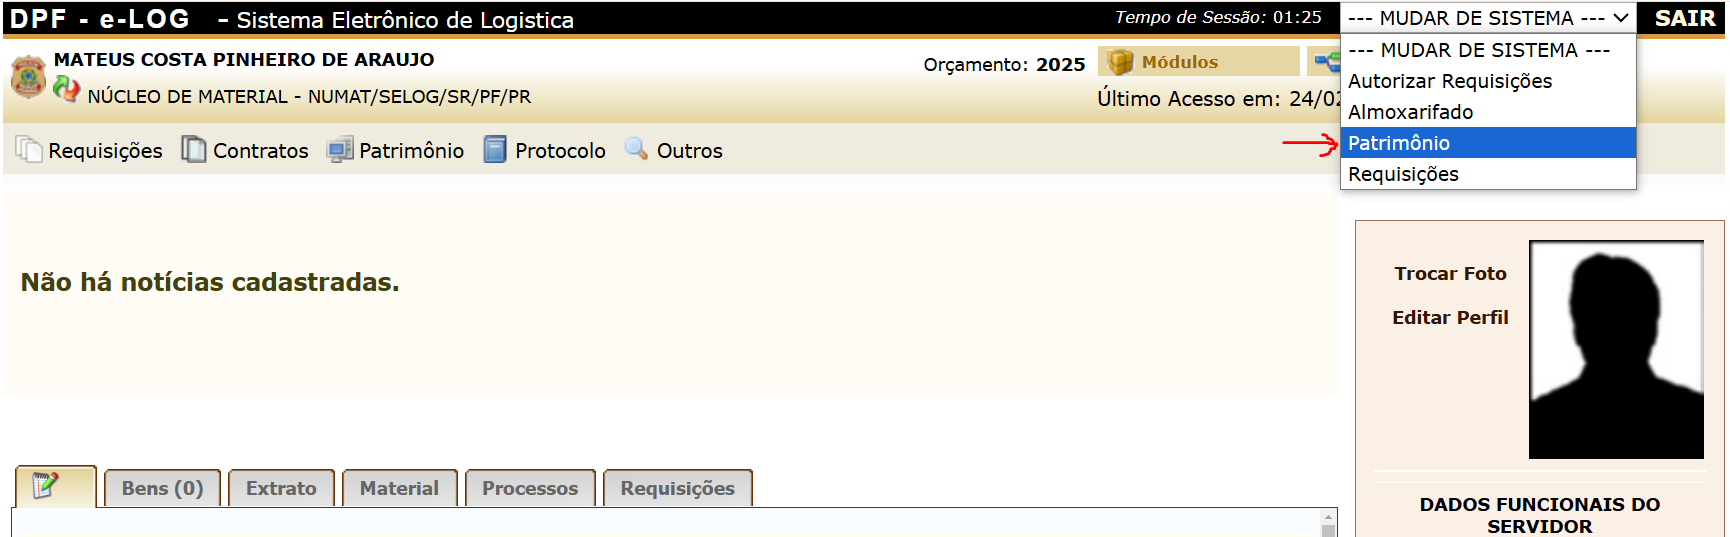 DPF - e-LOG - Sistema Eletrônico de Logistica
Tempo de Sessão: 01:25
--- MUDAR DE SISTEMA ---
SAIR
MATEUS COSTA PINHEIRO DE ARAUJO
NÚCLEO DE MATERIAL - NUMAT/SELOG/SR/PF/PR
Orçamento: 2025
Módulos
Último Acesso em: 24/02
--- MUDAR DE SISTEMA ---
Autorizar Requisições
Almoxarifado
Patrimônio
Requisições
Requisições
Contratos
Patrimônio
Protocolo
Outros
Não há notícias cadastradas.
Trocar Foto
Editar Perfil
Bens (0)
Extrato
Material
Processos
Requisições
DADOS FUNCIONAIS DO
SERVIDOR